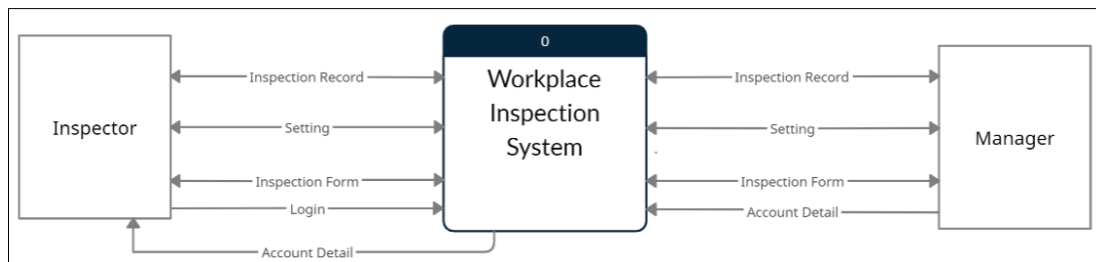 0
Workplace
Inspection
System
Inspector
Manager
Inspection Record
Setting
Inspection Form
Login
Account Detail
Inspection Record
Setting
Inspection Form
Account Detail